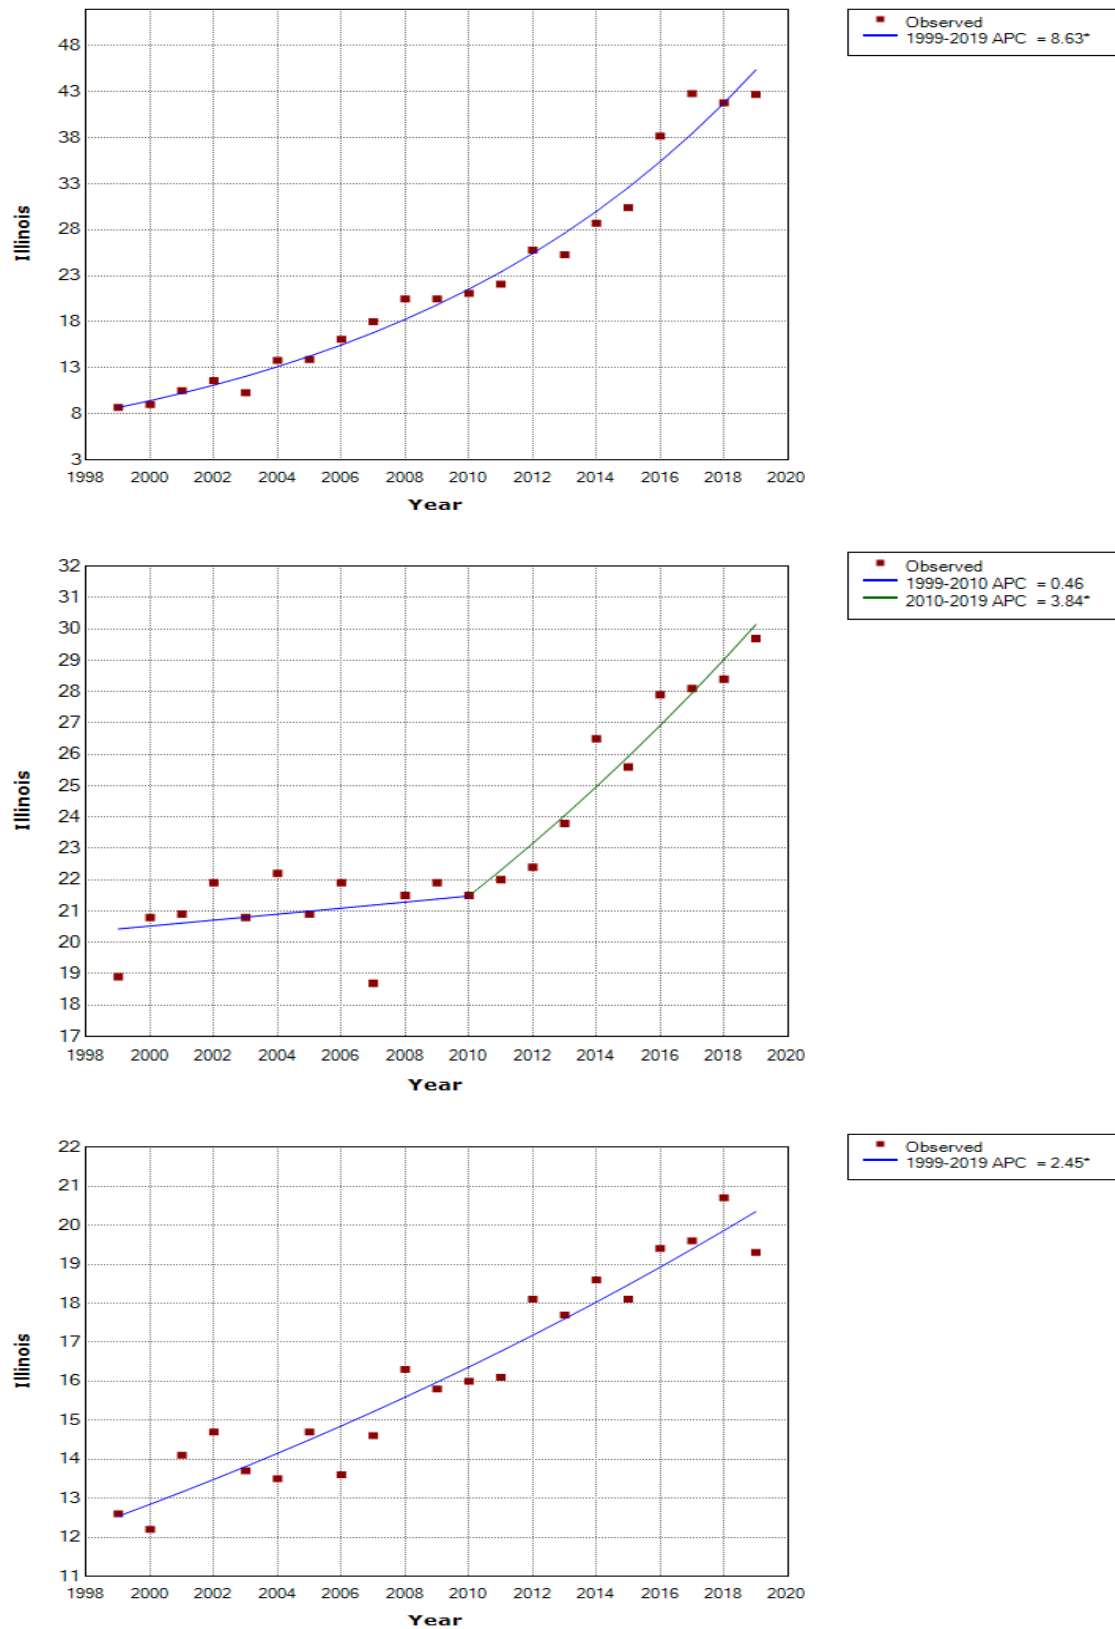 Observed
1999-2019 APC = 8.63*
48
43
38
33
28
23
18
13
8
3
Illinois
1998 2000 2002 2004 2006 2008 2010 2012 2014 2016 2018 2020
Year
Observed
1999-2010 APC = 0.46
2010-2019 APC = 3.84*
32
31
30
29
28
27
26
25
24
23
22
21
20
19
18
17
Illinois
1998 2000 2002 2004 2006 2008 2010 2012 2014 2016 2018 2020
Year
Observed
1999-2019 APC = 2.45*
22
21
20
19
18
17
16
15
14
13
12
11
Illinois
1998 2000 2002 2004 2006 2008 2010 2012 2014 2016 2018 2020
Year